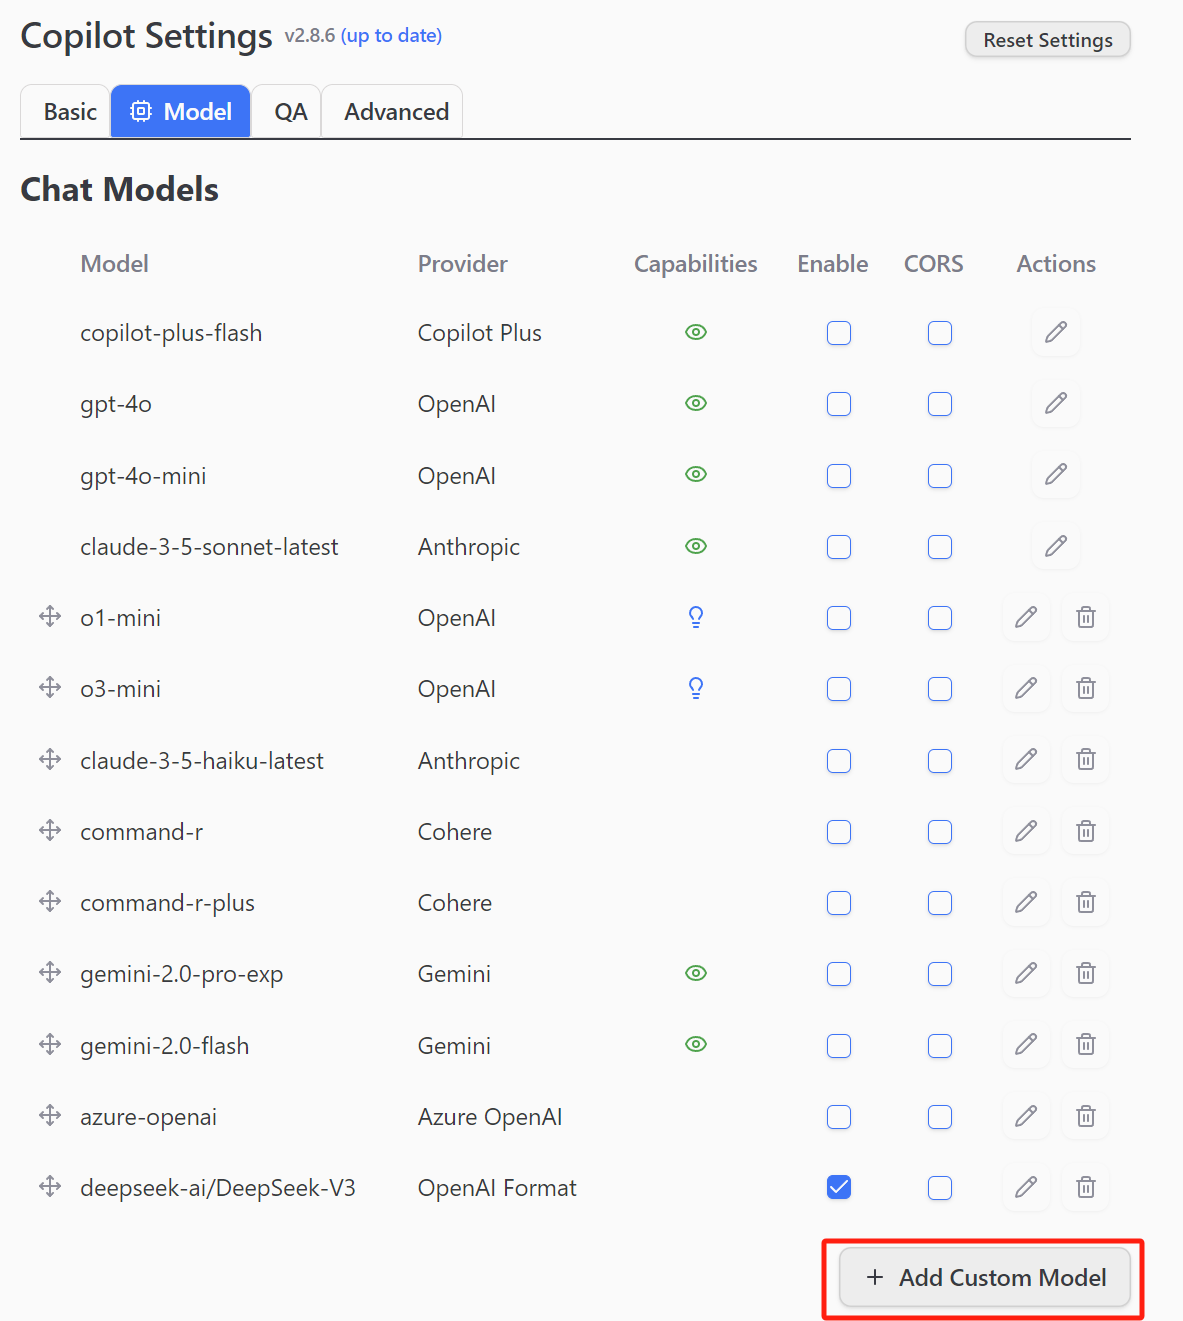 Copilot Settings v2.8.6 (up to date)
Reset Settings
Basic Model QA Advanced
Chat Models
Model Provider Capabilities Enable CORS Actions
copilot-plus-flash Copilot Plus
gpt-4o OpenAI
gpt-4o-mini OpenAI
claude-3-5-sonnet-latest Anthropic
o1-mini OpenAI
o3-mini OpenAI
claude-3-5-haiku-latest Anthropic
command-r Cohere
command-r-plus Cohere
gemini-2.0-pro-exp Gemini
gemini-2.0-flash Gemini
azure-openai Azure OpenAI
deepseek-ai/DeepSeek-V3 OpenAI Format
+ Add Custom Model